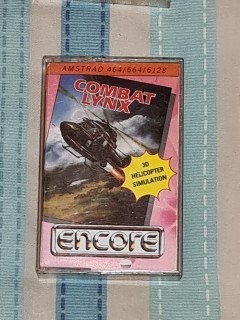 AMSTRAD 464/664/6128
COMBAT
LYNX
3D
HELICOPTER
SIMULATION
encore